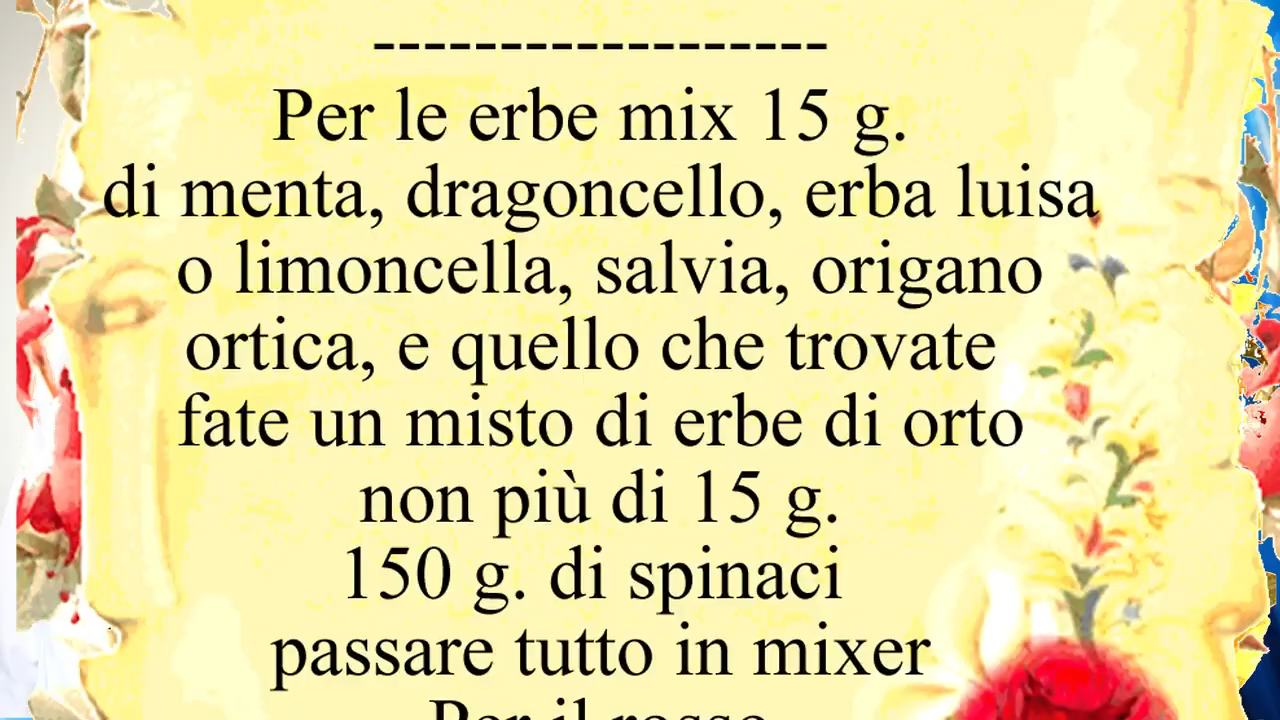 ------------------
Per le erbe mix 15 g.
di menta, dragoncello, erba luisa
o limoncella, salvia, origano
ortica, e quello che trovate
fate un misto di erbe di orto
non più di 15 g.
150 g. di spinaci
passare tutto in mixer
Per il rosso